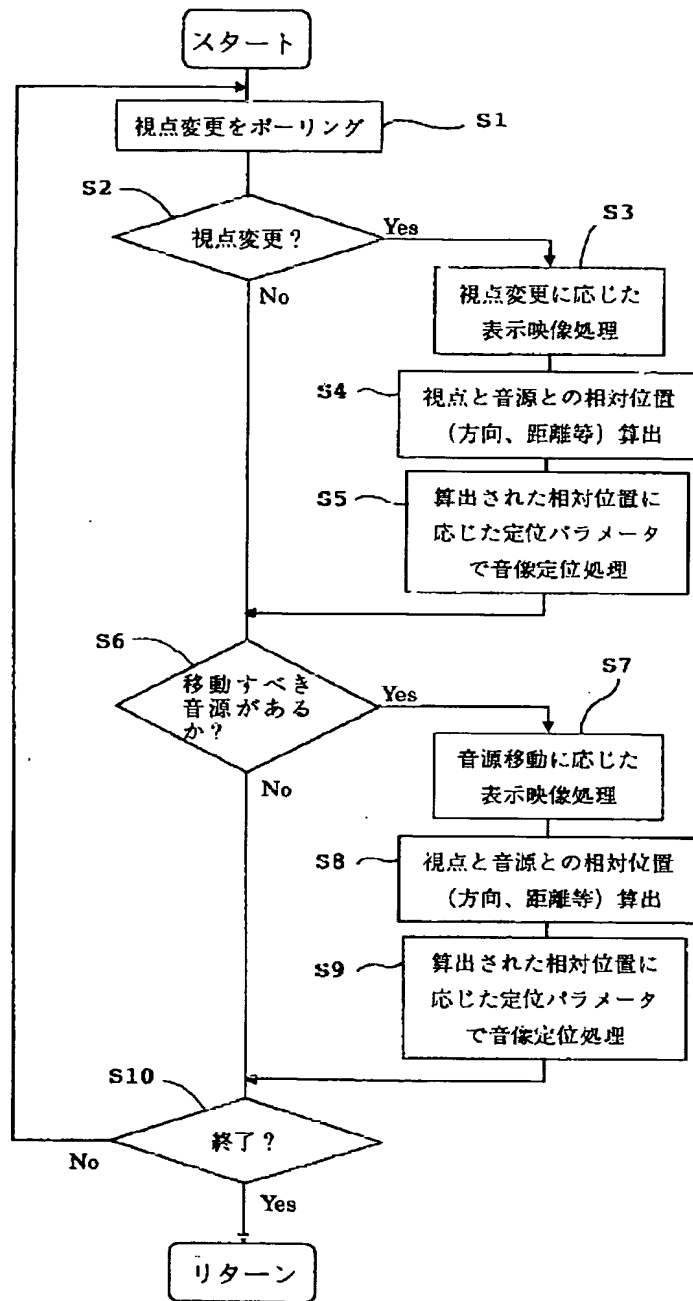 スタート
視点変更をポーリング
S1
S2
視点変更?
Yes
No
S3
視点変更に応じた
表示映像処理
S4
視点と音源との相対位置
(方向、距離等)算出
S5
算出された相対位置に
応じた定位パラメータ
で音像定位処理
S6
移動すべき
音源がある
か?
Yes
No
S7
音源移動に応じた
表示映像処理
S8
視点と音源との相対位置
(方向、距離等)算出
S9
算出された相対位置に
応じた定位パラメータ
で音像定位処理
S10
終了?
No
Yes
リターン